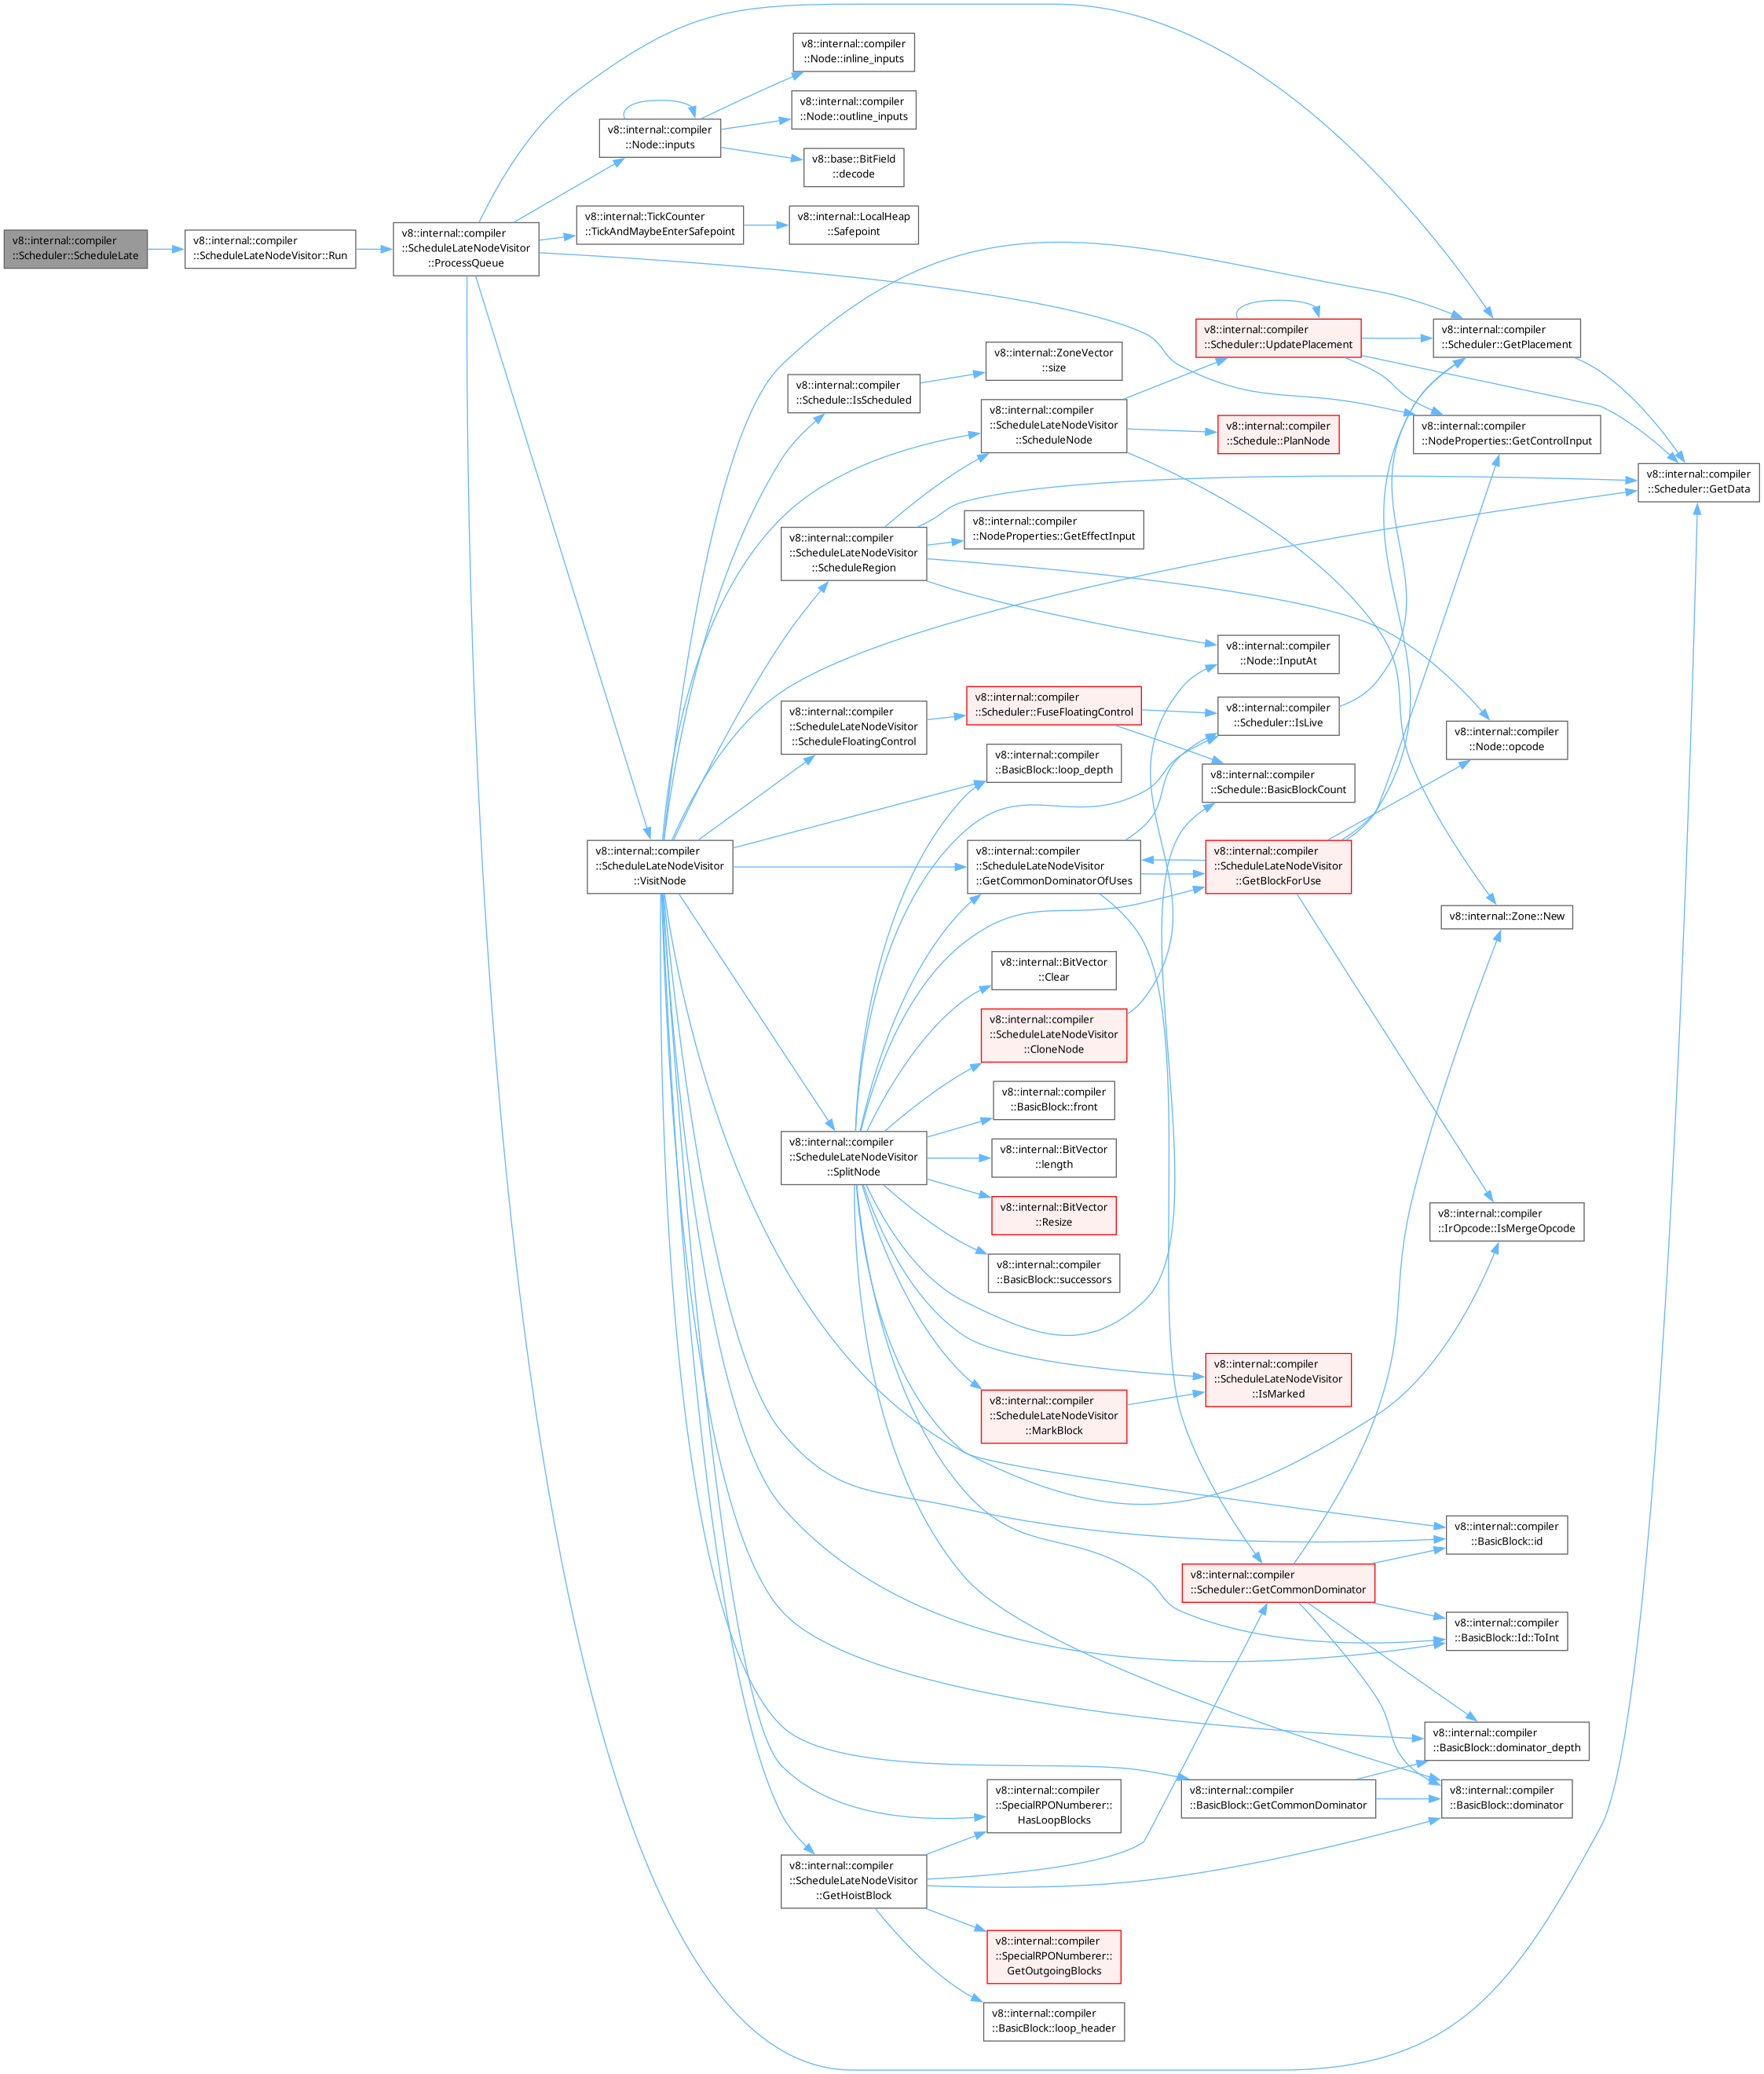 v8::internal::compiler
::Scheduler::ScheduleLate
v8::internal::compiler
::ScheduleLateNodeVisitor::Run
v8::internal::compiler
::ScheduleLateNodeVisitor
::ProcessQueue
v8::internal::compiler
::Node::inputs
v8::internal::compiler
::Node::inline_inputs
v8::internal::compiler
::Node::outline_inputs
v8::base::BitField
::decode
v8::internal::TickCounter
::TickAndMaybeEnterSafepoint
v8::internal::LocalHeap
::Safepoint
v8::internal::compiler
::ScheduleLateNodeVisitor
::VisitNode
v8::internal::compiler
::Schedule::IsScheduled
v8::internal::ZoneVector
::size
v8::internal::compiler
::ScheduleLateNodeVisitor
::ScheduleNode
v8::internal::compiler
::Scheduler::UpdatePlacement
v8::internal::compiler
::Schedule::PlanNode
v8::internal::compiler
::Scheduler::GetPlacement
v8::internal::compiler
::NodeProperties::GetControlInput
v8::internal::compiler
::Scheduler::GetData
v8::internal::compiler
::ScheduleLateNodeVisitor
::ScheduleRegion
v8::internal::compiler
::NodeProperties::GetEffectInput
v8::internal::compiler
::Node::InputAt
v8::internal::compiler
::ScheduleLateNodeVisitor
::ScheduleFloatingControl
v8::internal::compiler
::Scheduler::FuseFloatingControl
v8::internal::compiler
::Scheduler::IsLive
v8::internal::compiler
::Node::opcode
v8::internal::compiler
::BasicBlock::loop_depth
v8::internal::compiler
::Schedule::BasicBlockCount
v8::internal::compiler
::ScheduleLateNodeVisitor
::GetCommonDominatorOfUses
v8::internal::compiler
::ScheduleLateNodeVisitor
::GetBlockForUse
v8::internal::Zone::New
v8::internal::BitVector
::Clear
v8::internal::compiler
::ScheduleLateNodeVisitor
::CloneNode
v8::internal::compiler
::BasicBlock::front
v8::internal::compiler
::ScheduleLateNodeVisitor
::SplitNode
v8::internal::BitVector
::length
v8::internal::BitVector
::Resize
v8::internal::compiler
::IrOpcode::IsMergeOpcode
v8::internal::compiler
::BasicBlock::successors
v8::internal::compiler
::ScheduleLateNodeVisitor
::IsMarked
v8::internal::compiler
::ScheduleLateNodeVisitor
::MarkBlock
v8::internal::compiler
::BasicBlock::id
v8::internal::compiler
::Scheduler::GetCommonDominator
v8::internal::compiler
::BasicBlock::Id::ToInt
v8::internal::compiler
::BasicBlock::dominator_depth
v8::internal::compiler
::SpecialRPONumberer::
HasLoopBlocks
v8::internal::compiler
::BasicBlock::GetCommonDominator
v8::internal::compiler
::BasicBlock::dominator
v8::internal::compiler
::ScheduleLateNodeVisitor
::GetHoistBlock
v8::internal::compiler
::SpecialRPONumberer::
GetOutgoingBlocks
v8::internal::compiler
::BasicBlock::loop_header